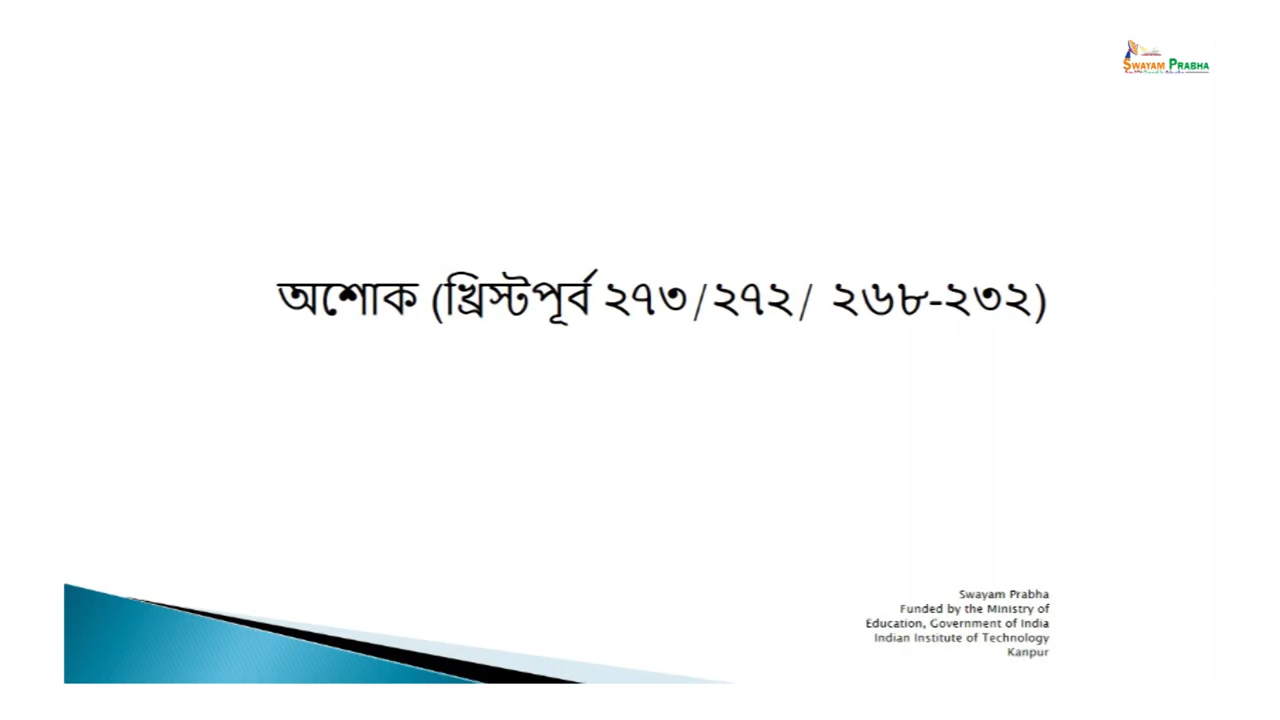 SWAYAM PRABHA
অশোক (খ্রিস্টপূর্ব ২৭৩/২৭২/ ২৬৮-২৩২)
Swayam Prabha
Funded by the Ministry of
Education, Government of India
Indian Institute of Technology
Kanpur